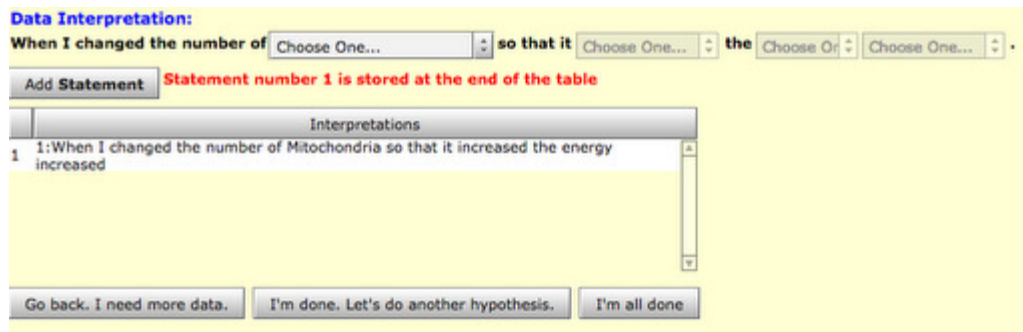 Data Interpretation:
When I changed the number of Choose One... so that it Choose One... the Choose Or Choose One... .
Add Statement Statement number 1 is stored at the end of the table
Interpretations
1 1:When I changed the number of Mitochondria so that it increased the energy
increased
Go back. I need more data. I'm done. Let's do another hypothesis. I'm all done